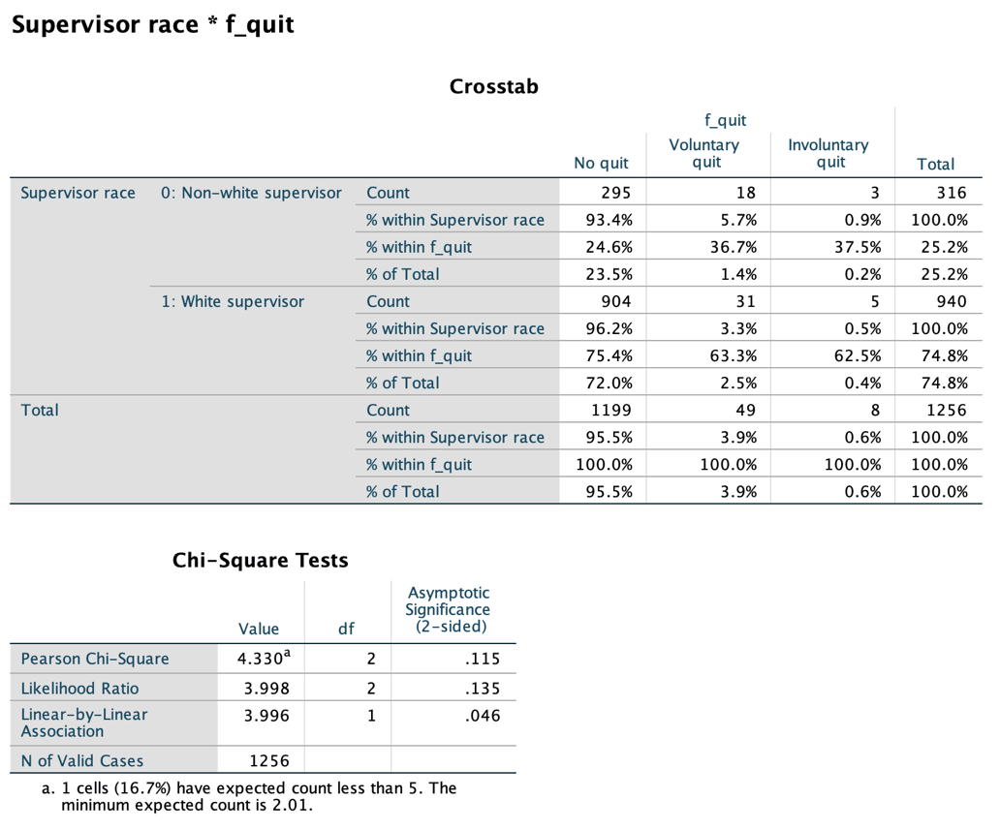 Supervisor race * f_quit
Crosstab
f_quit
No quit Voluntary quit Involuntary quit Total
Supervisor race 0: Non-white supervisor Count 295 18 3 316
% within Supervisor race 93.4% 5.7% 0.9% 100.0%
% within f_quit 24.6% 36.7% 37.5% 25.2%
% of Total 23.5% 1.4% 0.2% 25.2%
1: White supervisor Count 904 31 5 940
% within Supervisor race 96.2% 3.3% 0.5% 100.0%
% within f_quit 75.4% 63.3% 62.5% 74.8%
% of Total 72.0% 2.5% 0.4% 74.8%
Total Count 1199 49 8 1256
% within Supervisor race 95.5% 3.9% 0.6% 100.0%
% within f_quit 100.0% 100.0% 100.0% 100.0%
% of Total 95.5% 3.9% 0.6% 100.0%
Chi-Square Tests
Value df Asymptotic Significance (2-sided)
Pearson Chi-Square 4.330a 2 .115
Likelihood Ratio 3.998 2 .135
Linear-by-Linear Association 3.996 1 .046
N of Valid Cases 1256
a. 1 cells (16.7%) have expected count less than 5. The
minimum expected count is 2.01.